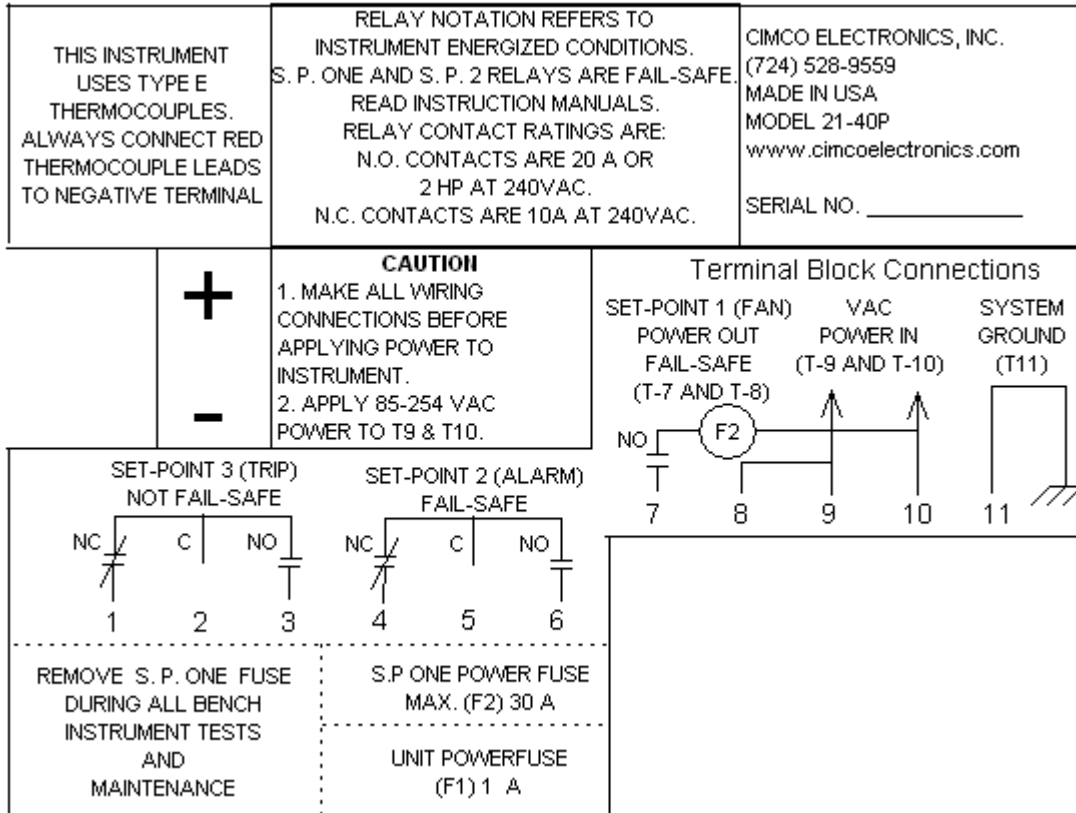 THIS INSTRUMENT
USES TYPE E
THERMOCOUPLES.
ALWAYS CONNECT RED
THERMOCOUPLE LEADS
TO NEGATIVE TERMINAL
RELAY NOTATION REFERS TO
INSTRUMENT ENERGIZED CONDITIONS.
S. P. ONE AND S. P. 2 RELAYS ARE FAIL-SAFE.
READ INSTRUCTION MANUALS.
RELAY CONTACT RATINGS ARE:
N.O. CONTACTS ARE 20 A OR
2 HP AT 240VAC.
N.C. CONTACTS ARE 10A AT 240VAC.
CIMCO ELECTRONICS, INC.
(724) 528-9559
MADE IN USA
MODEL 21-40P
www.cimcoelectronics.com
SERIAL NO. ____________
+
-
CAUTION
1. MAKE ALL WIRING
CONNECTIONS BEFORE
APPLYING POWER TO
INSTRUMENT.
2. APPLY 85-254 VAC
POWER TO T9 & T10.
Terminal Block Connections
SET-POINT 1 (FAN)
POWER OUT
FAIL-SAFE
(T-7 AND T-8)
VAC
POWER IN
(T-9 AND T-10)
SYSTEM
GROUND
(T11)
NO
F2
7 8 9 10 11
SET-POINT 3 (TRIP)
NOT FAIL-SAFE
NC C NO
1 2 3
SET-POINT 2 (ALARM)
FAIL-SAFE
NC C NO
4 5 6
REMOVE S. P. ONE FUSE
DURING ALL BENCH
INSTRUMENT TESTS
AND
MAINTENANCE
S.P ONE POWER FUSE
MAX. (F2) 30 A
UNIT POWERFUSE
(F1) 1 A